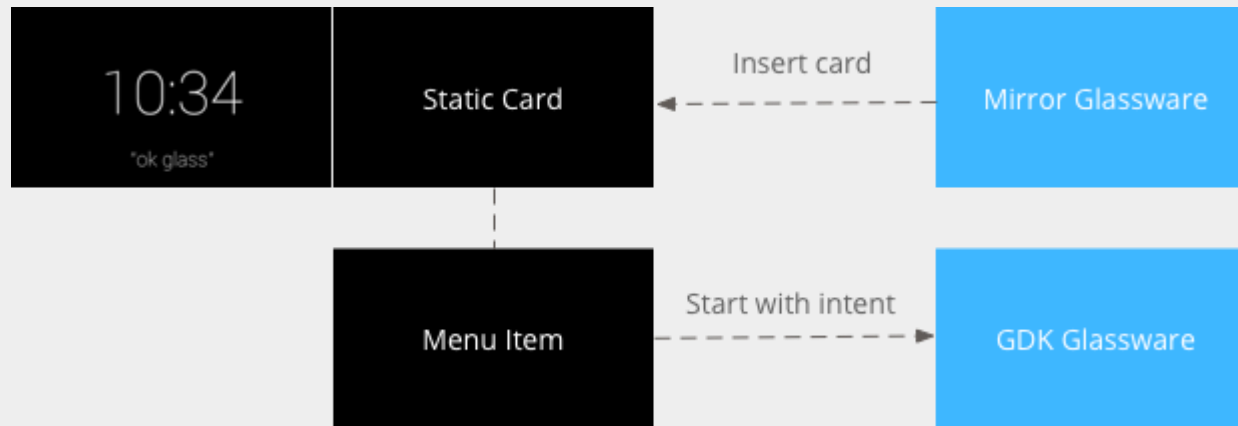 10:34
"ok glass"
Static Card
Insert card
Mirror Glassware
Menu Item
Start with intent
GDK Glassware